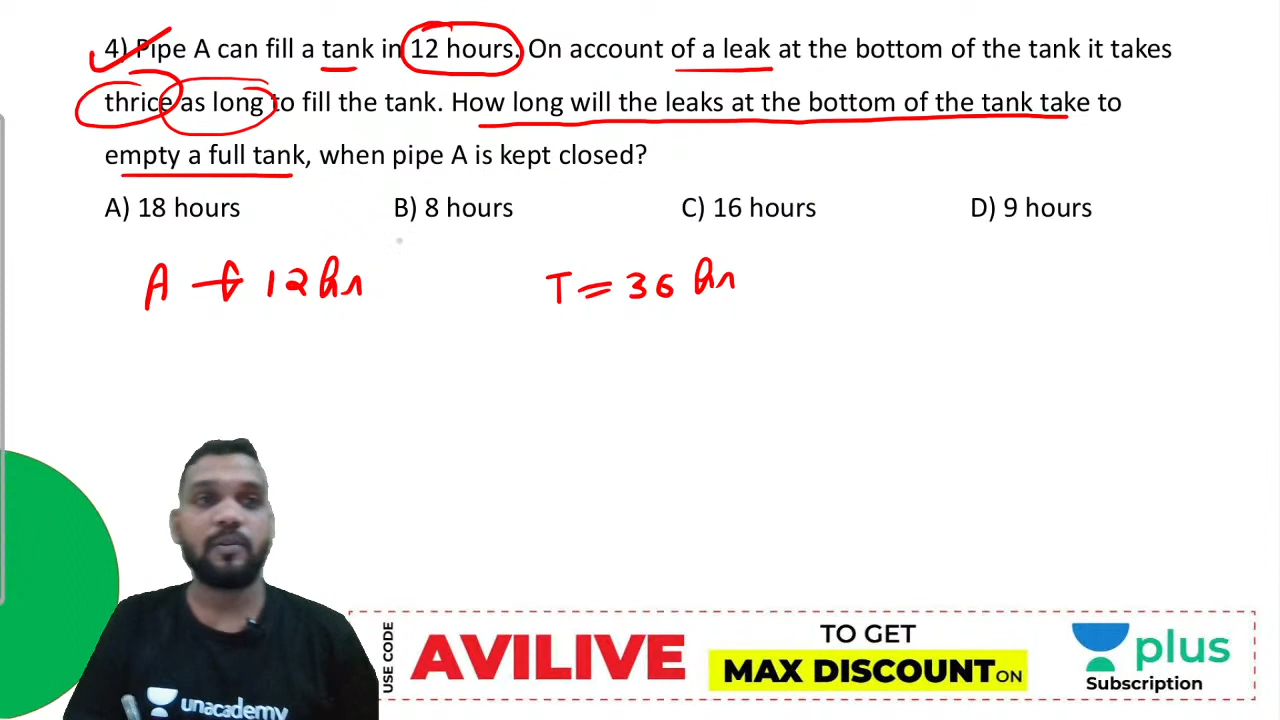 4) Pipe A can fill a tank in 12 hours. On account of a leak at the bottom of the tank it takes
thrice as long to fill the tank. How long will the leaks at the bottom of the tank take to
empty a full tank, when pipe A is kept closed?
A) 18 hours B) 8 hours C) 16 hours D) 9 hours
A → 12 hr T = 36 hr
USE CODE
AVILIVE
TO GET
MAX DISCOUNT ON
plus
Subscription
unacademy